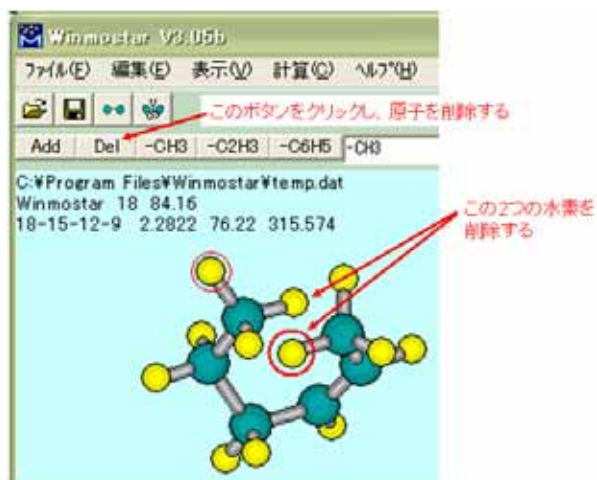 Winmostar V3.05b
ファイル(F) 編集(E) 表示(V) 計算(C) ヘルプ(H)
このボタンをクリックし、原子を削除する
Add Del -CH3 -C2H3 -C6H5 -CH3
C:¥Program Files¥Winmostar¥temp.dat
Winmostar 18 84.16
18-15-12-9 2.2822 76.22 315.574
この2つの水素を
削除する